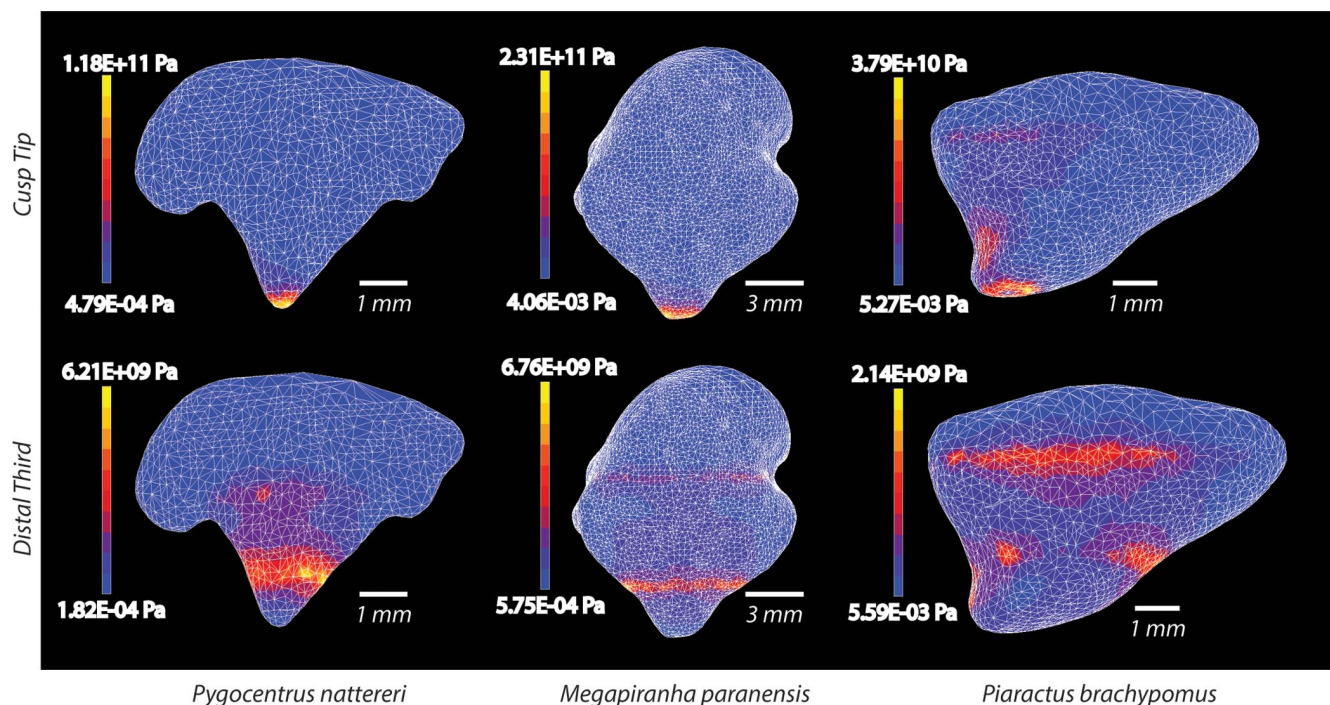 Cusp Tip
1.18E+11 Pa
4.79E-04 Pa
1 mm
2.31E+11 Pa
4.06E-03 Pa
3 mm
3.79E+10 Pa
5.27E-03 Pa
1 mm
Distal Third
6.21E+09 Pa
1.82E-04 Pa
1 mm
6.76E+09 Pa
5.75E-04 Pa
3 mm
2.14E+09 Pa
5.59E-03 Pa
1 mm
Pygocentrus nattereri
Megapiranha paranensis
Piaractus brachypomus